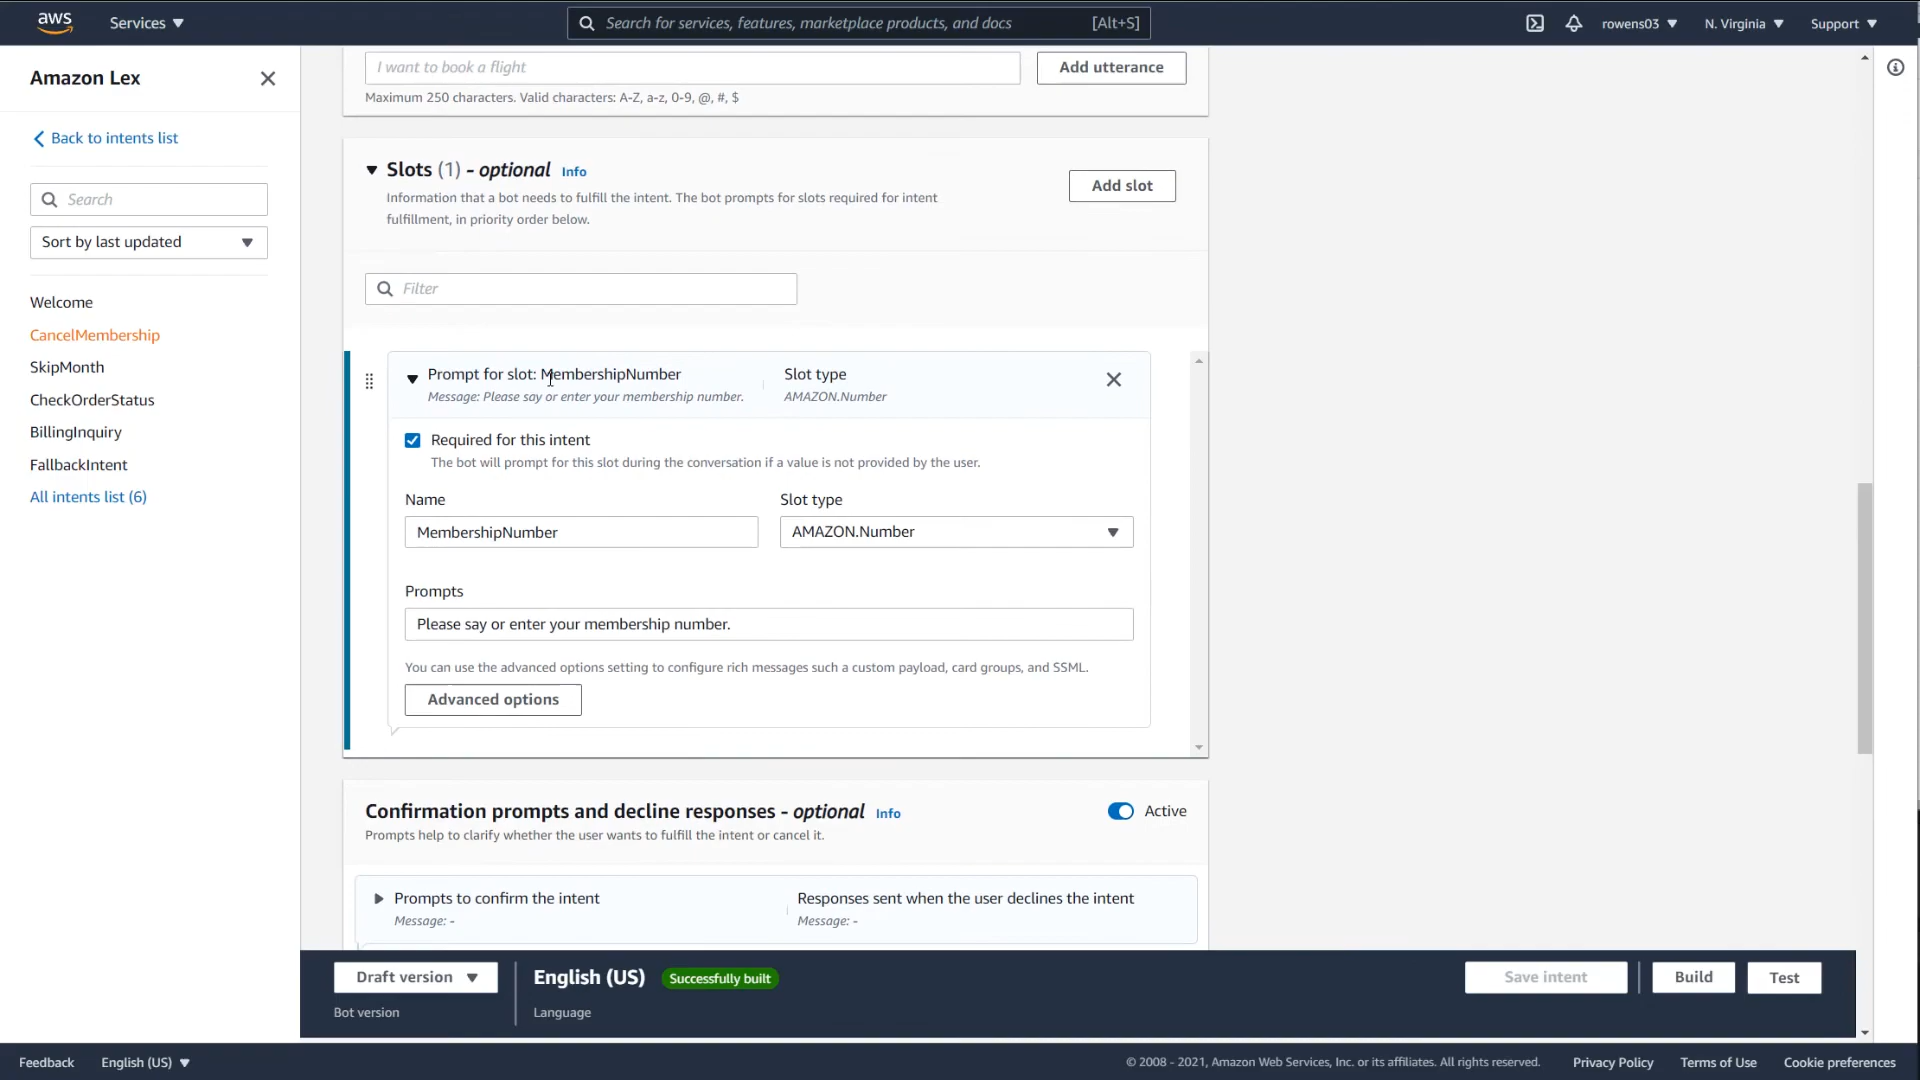 aws
Services
Search for services, features, marketplace products, and docs
[Alt+S]
rowens03
N. Virginia
Support
Amazon Lex
Back to intents list
Search
Sort by last updated
Welcome
CancelMembership
SkipMonth
CheckOrderStatus
BillingInquiry
FallbackIntent
All intents list (6)
I want to book a flight
Add utterance
Maximum 250 characters. Valid characters: A-Z, a-z, 0-9, @, #, $
Slots (1) - optional Info
Information that a bot needs to fulfill the intent. The bot prompts for slots required for intent
fulfillment, in priority order below.
Add slot
Filter
Prompt for slot: MembershipNumber
Message: Please say or enter your membership number.
Slot type
AMAZON.Number
Required for this intent
The bot will prompt for this slot during the conversation if a value is not provided by the user.
Name
MembershipNumber
Slot type
AMAZON.Number
Prompts
Please say or enter your membership number.
You can use the advanced options setting to configure rich messages such a custom payload, card groups, and SSML.
Advanced options
Confirmation prompts and decline responses - optional Info
Prompts help to clarify whether the user wants to fulfill the intent or cancel it.
Active
Prompts to confirm the intent
Message: -
Responses sent when the user declines the intent
Message: -
Draft version
Bot version
English (US)
Successfully built
Language
Save intent
Build
Test
Feedback
English (US)
© 2008 - 2021, Amazon Web Services, Inc. or its affiliates. All rights reserved.
Privacy Policy
Terms of Use
Cookie preferences